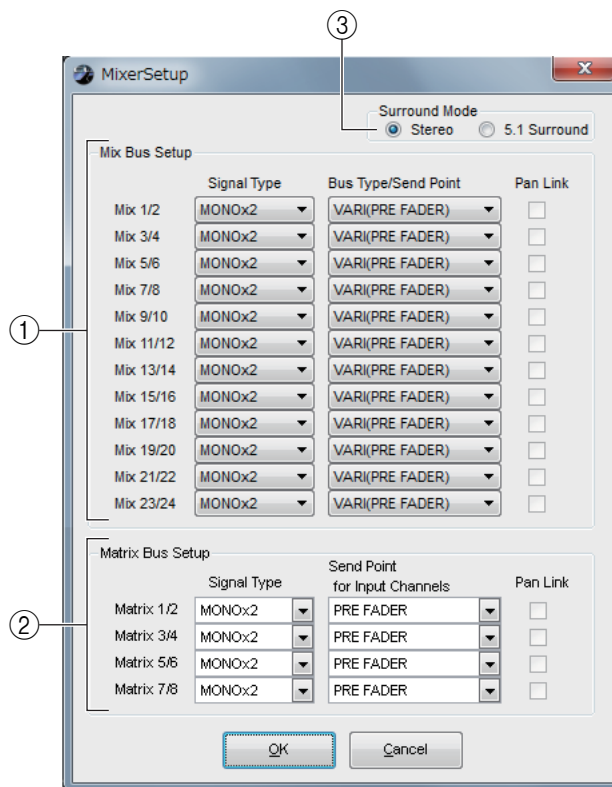 ③
MixerSetup
Surround Mode
Stereo 5.1 Surround
Mix Bus Setup
Signal Type Bus Type/Send Point Pan Link
Mix 1/2 MONOx2 VARI(PRE FADER)
Mix 3/4 MONOx2 VARI(PRE FADER)
Mix 5/6 MONOx2 VARI(PRE FADER)
Mix 7/8 MONOx2 VARI(PRE FADER)
Mix 9/10 MONOx2 VARI(PRE FADER)
① Mix 11/12 MONOx2 VARI(PRE FADER)
Mix 13/14 MONOx2 VARI(PRE FADER)
Mix 15/16 MONOx2 VARI(PRE FADER)
Mix 17/18 MONOx2 VARI(PRE FADER)
Mix 19/20 MONOx2 VARI(PRE FADER)
Mix 21/22 MONOx2 VARI(PRE FADER)
Mix 23/24 MONOx2 VARI(PRE FADER)
Matrix Bus Setup
Send Point
Signal Type for Input Channels Pan Link
② Matrix 1/2 MONOx2 PRE FADER
Matrix 3/4 MONOx2 PRE FADER
Matrix 5/6 MONOx2 PRE FADER
Matrix 7/8 MONOx2 PRE FADER
OK Cancel